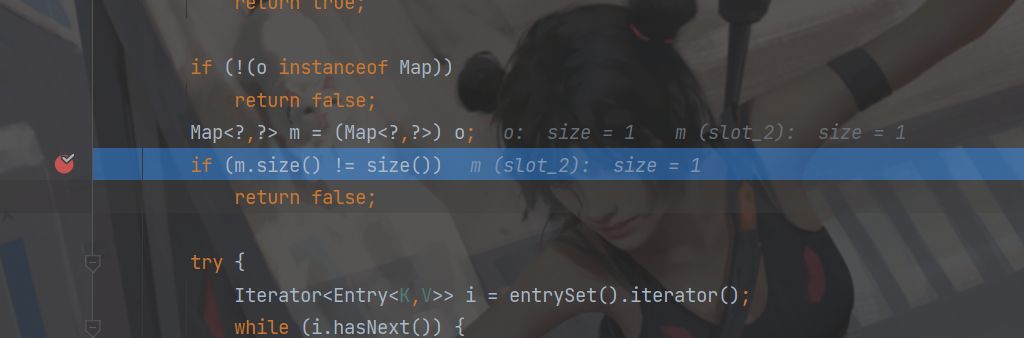 return true;
if (!(o instanceof Map))
return false;
Map<?,?> m = (Map<?,?>) o; o: size = 1 m (slot_2): size = 1
if (m.size() != size()) m (slot_2): size = 1
return false;
try {
Iterator<Entry<K,V>> i = entrySet().iterator();
while (i.hasNext()) {